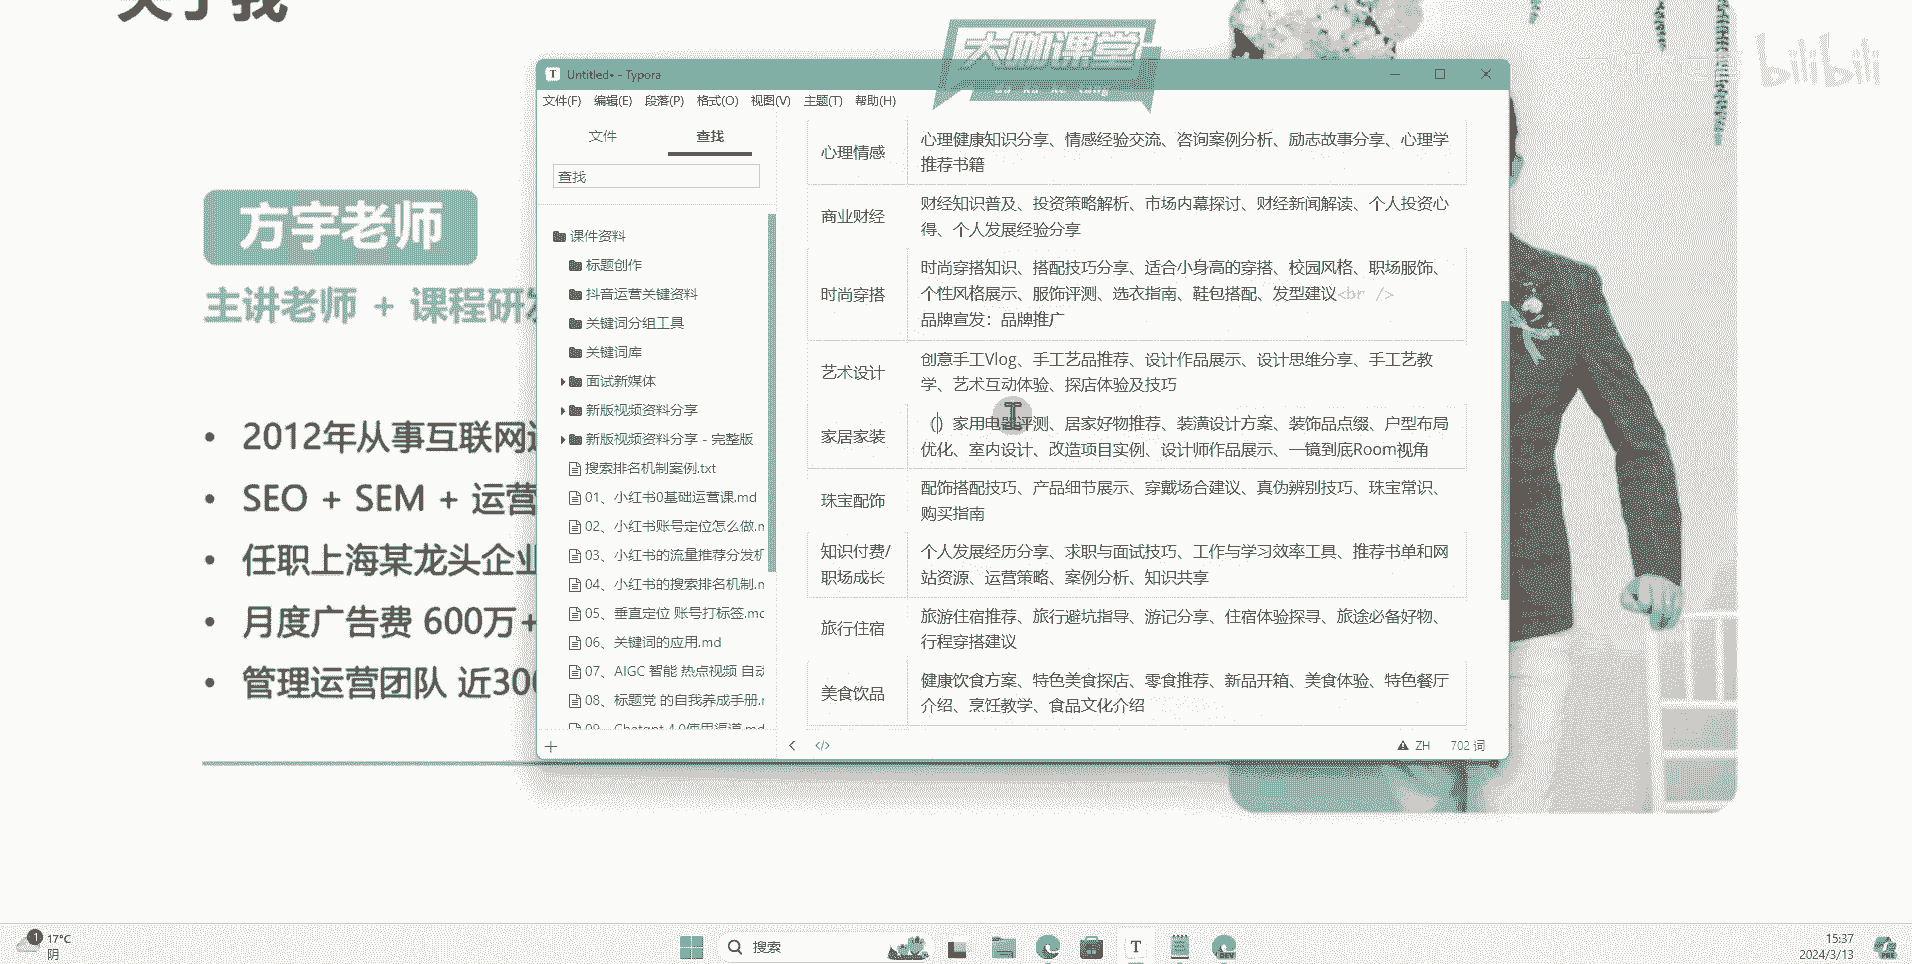 关于我
大咖课堂
da ka ke tang
bilibili
方宇老师
主讲老师 + 课程研发
2012年从事互联网
SEO + SEM + 运营
任职上海某龙头企业
月度广告费 600万+
管理运营团队 近300
Untitled• - Typora
文件(F) 编辑(E) 段落(P) 格式(O) 视图(V) 主题(T) 帮助(H)
文件 查找
查找
课件资料
标题创作
抖音运营关键资料
关键词分组工具
关键词库
面试新媒体
新版视频资料分享
新版视频资料分享 - 完整版
搜索排名机制案例.txt
01、小红书0基础运营课.md
02、小红书账号定位怎么做.m
03、小红书的流量推荐分发机
04、小红书的搜索排名机制.m
05、垂直定位 账号打标签.mc
06、关键词的应用.md
07、AIGC 智能 热点视频 自动
08、标题党 的自我养成手册.r
09、Chatgpt 4.0使用渠道.md
心理情感
心理健康知识分享、情感经验交流、咨询案例分析、励志故事分享、心理学
推荐书籍
商业财经
财经知识普及、投资策略解析、市场内幕探讨、财经新闻解读、个人投资心
得、个人发展经验分享
时尚穿搭
时尚穿搭知识、搭配技巧分享、适合小身高的穿搭、校园风格、职场服饰、
个性风格展示、服饰评测、选衣指南、鞋包搭配、发型建议<br />
品牌宣发：品牌推广
艺术设计
创意手工Vlog、手工艺品推荐、设计作品展示、设计思维分享、手工艺教
学、艺术互动体验、探店体验及技巧
家居家装
（）家用电器评测、居家好物推荐、装潢设计方案、装饰品点缀、户型布局
优化、室内设计、改造项目实例、设计师作品展示、一镜到底Room视角
珠宝配饰
配饰搭配技巧、产品细节展示、穿戴场合建议、真伪辨别技巧、珠宝常识、
购买指南
知识付费/
职场成长
个人发展经历分享、求职与面试技巧、工作与学习效率工具、推荐书单和网
站资源、运营策略、案例分析、知识共享
旅行住宿
旅游住宿推荐、旅行避坑指导、游记分享、住宿体验探寻、旅途必备好物、
行程穿搭建议
美食饮品
健康饮食方案、特色美食探店、零食推荐、新品开箱、美食体验、特色餐厅
介绍、烹饪教学、食品文化介绍
ZH 702 词
1
17°C
阴
搜索
15:37
2024/3/13